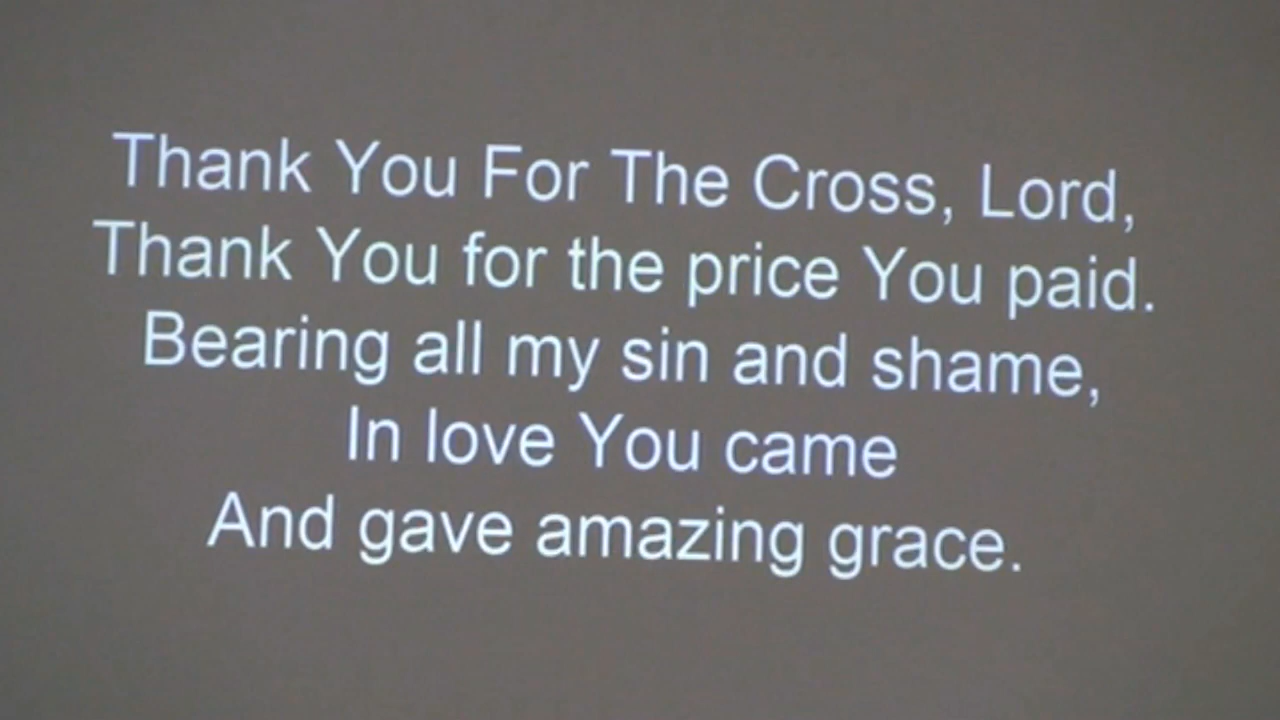 Thank You For The Cross, Lord,
Thank You for the price You paid.
Bearing all my sin and shame,
In love You came
And gave amazing grace.